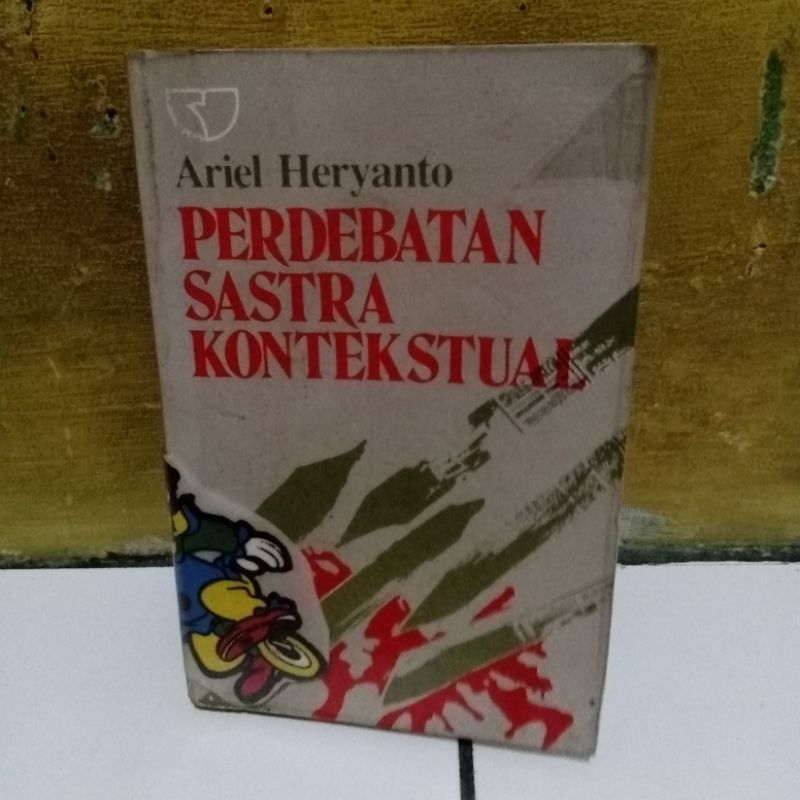 Ariel Heryanto
PERDEBATAN
SASTRA
KONTEKSTUAL